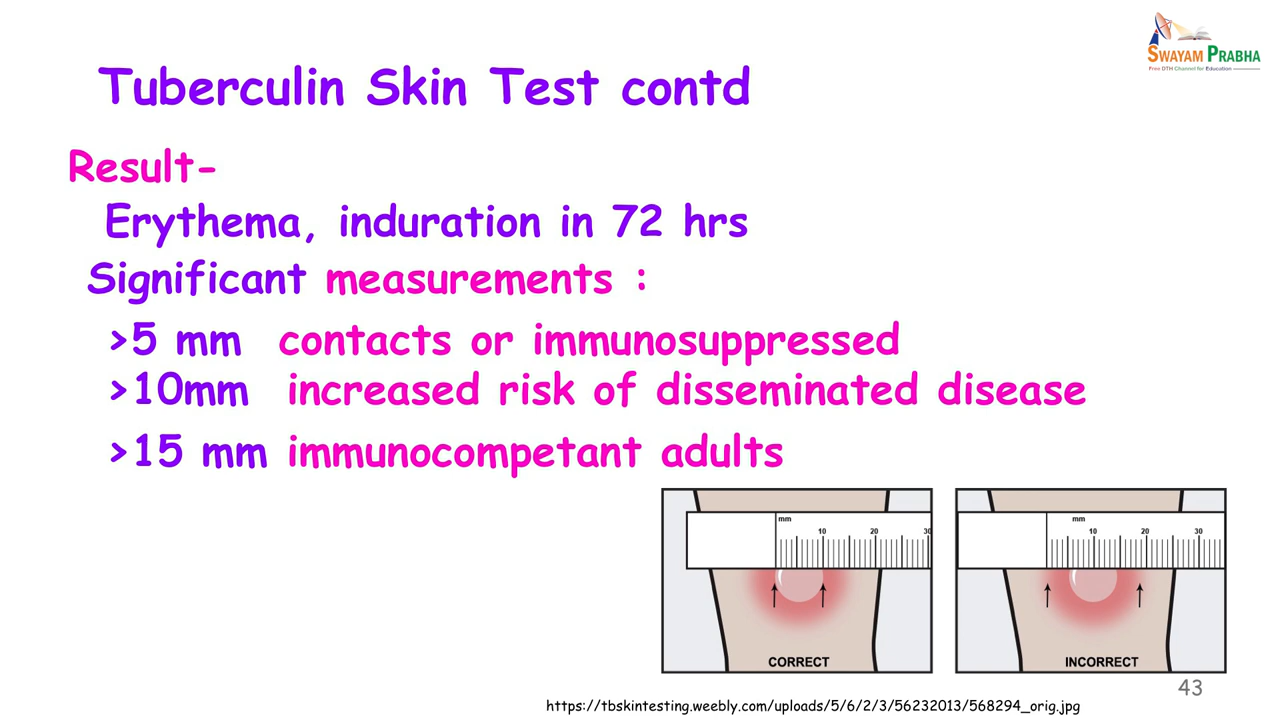 SWAYAM PRABHA
Free DTH Channel for Education
Tuberculin Skin Test contd
Result-
Erythema, induration in 72 hrs
Significant measurements :
>5 mm contacts or immunosuppressed
>10mm increased risk of disseminated disease
>15 mm immunocompetant adults
mm
10 20 30
CORRECT
mm
10 20 30
INCORRECT
43
https://tbskintesting.weebly.com/uploads/5/6/2/3/56232013/568294_orig.jpg